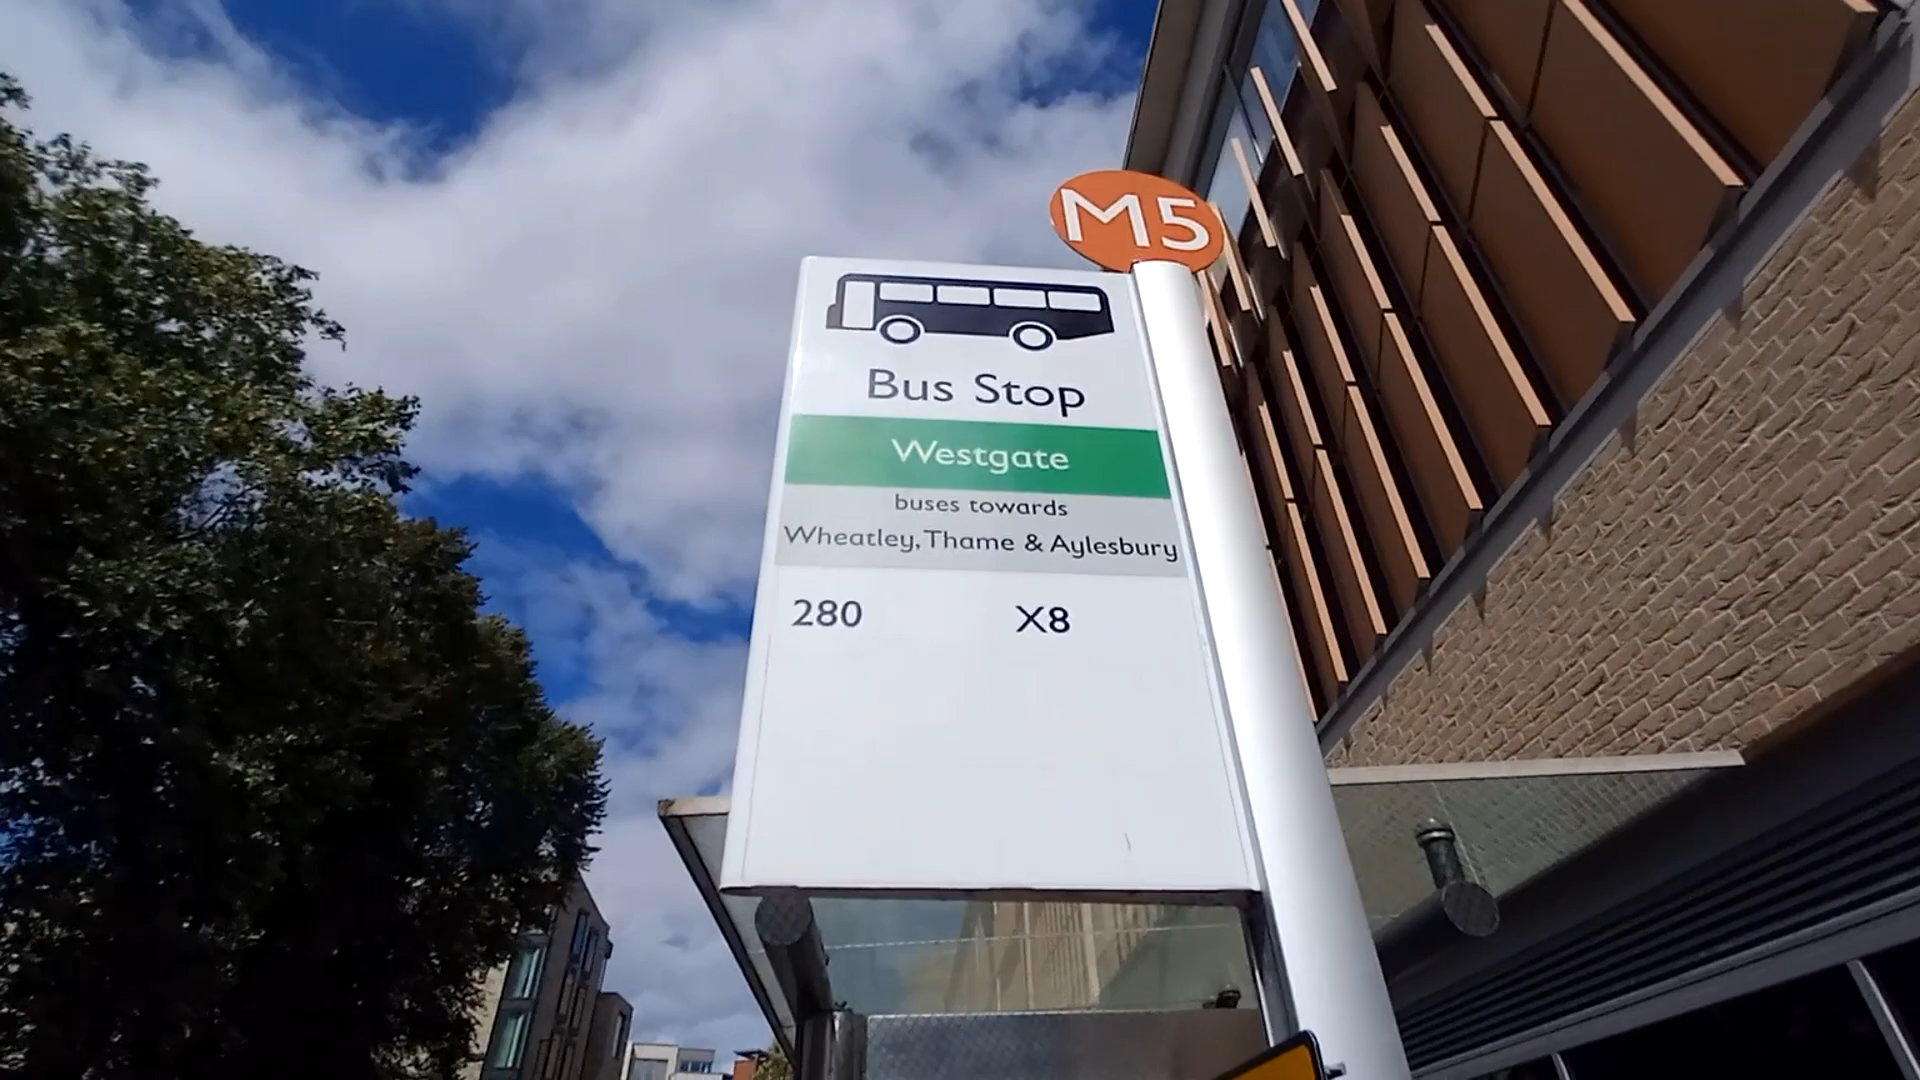 M5
Bus Stop
Westgate
buses towards
Wheatley, Thame & Aylesbury
280 X8